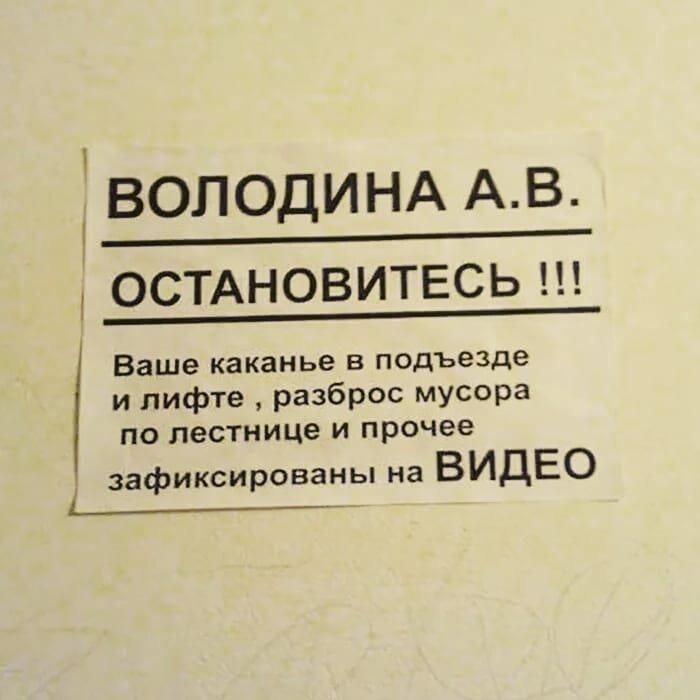 ВОЛОДИНА А.В.
ОСТАНОВИТЕСЬ !!!
Ваше каканье в подъезде
и лифте , разброс мусора
по лестнице и прочее
зафиксированы на ВИДЕО